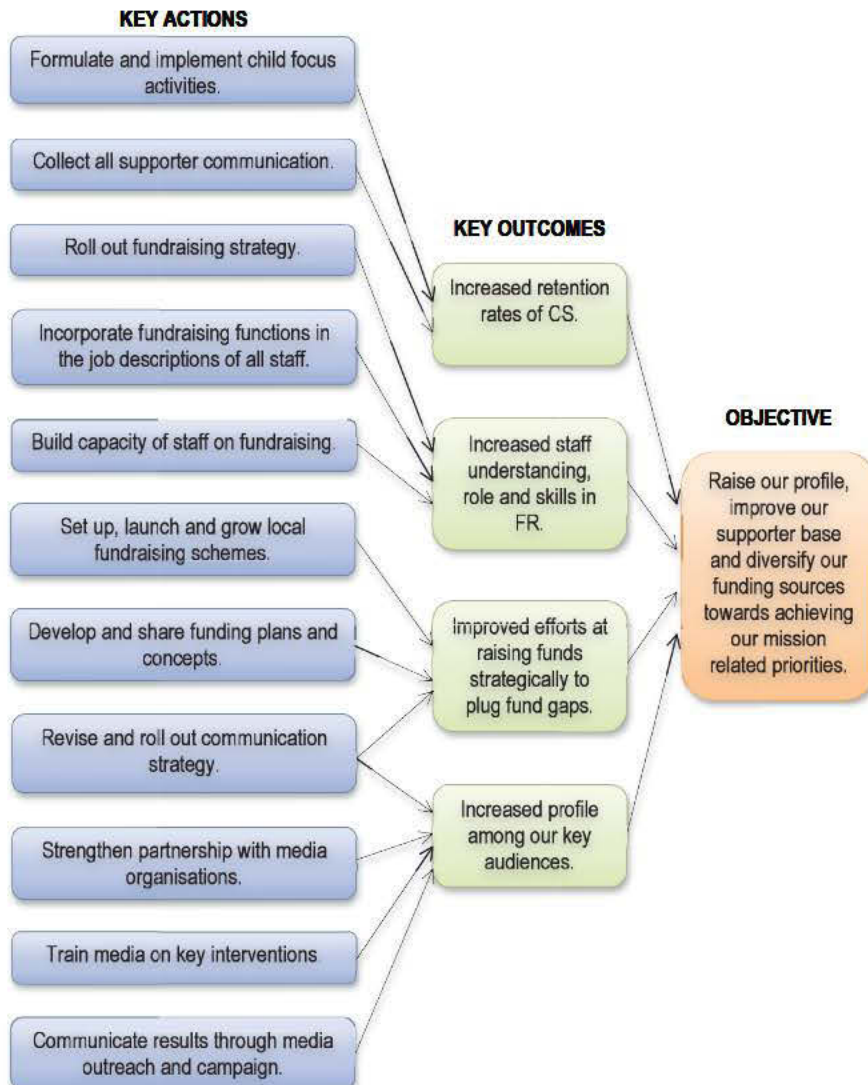 KEY ACTIONS
Formulate and implement child focus
activities.
Collect all supporter communication.
Roll out fundraising strategy.
Incorporate fundraising functions in
the job descriptions of all staff.
Build capacity of staff on fundraising.
Set up, launch and grow local
fundraising schemes.
Develop and share funding plans and
concepts.
Revise and roll out communication
strategy.
Strengthen partnership with media
organisations.
Train media on key interventions
Communicate results through media
outreach and campaign.
KEY OUTCOMES
Increased retention
rates of CS.
Increased staff
understanding,
role and skills in
FR.
Improved efforts at
raising funds
strategically to
plug fund gaps.
Increased profile
among our key
audiences.
OBJECTIVE
Raise our profile,
improve our
supporter base
and diversify our
funding sources
towards achieving
our mission
related priorities.